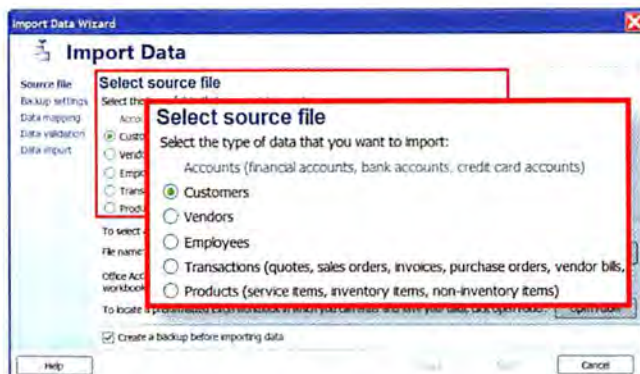 Import Data Wizard
Import Data
Source file
Backup settings
Data mapping
Data validation
Data import
Select source file
Select the
Select source file
Select the type of data that you want to import:
Accounts (financial accounts, bank accounts, credit card accounts)
Customers
Vendors
Employees
Transactions (quotes, sales orders, invoices, purchase orders, vendor bills,
Products (service items, inventory items, non-inventory items)
To select
File name
Office Acc
workbook
To locate a
Create a backup before importing data
Help
Cancel